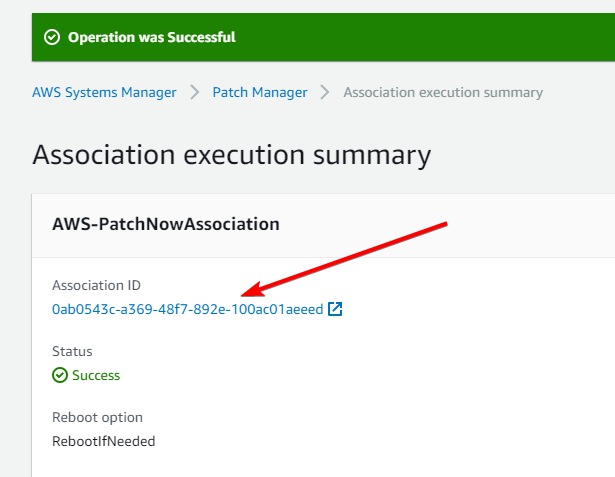 Operation was Successful
AWS Systems Manager > Patch Manager > Association execution summary
Association execution summary
AWS-PatchNowAssociation
Association ID
0ab0543c-a369-48f7-892e-100ac01aeeed
Status
Success
Reboot option
RebootIfNeeded